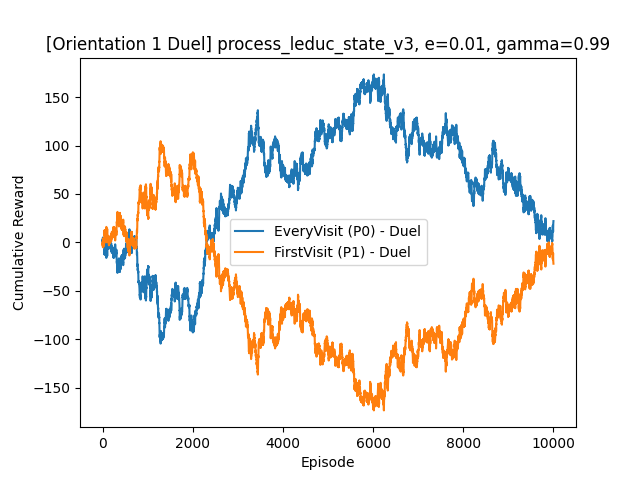 [Orientation 1 Duel] process_leduc_state_v3, e=0.01, gamma=0.99
Cumulative Reward
150
100
50
0
−50
−100
−150
EveryVisit (P0) - Duel
FirstVisit (P1) - Duel
0 2000 4000 6000 8000 10000
Episode